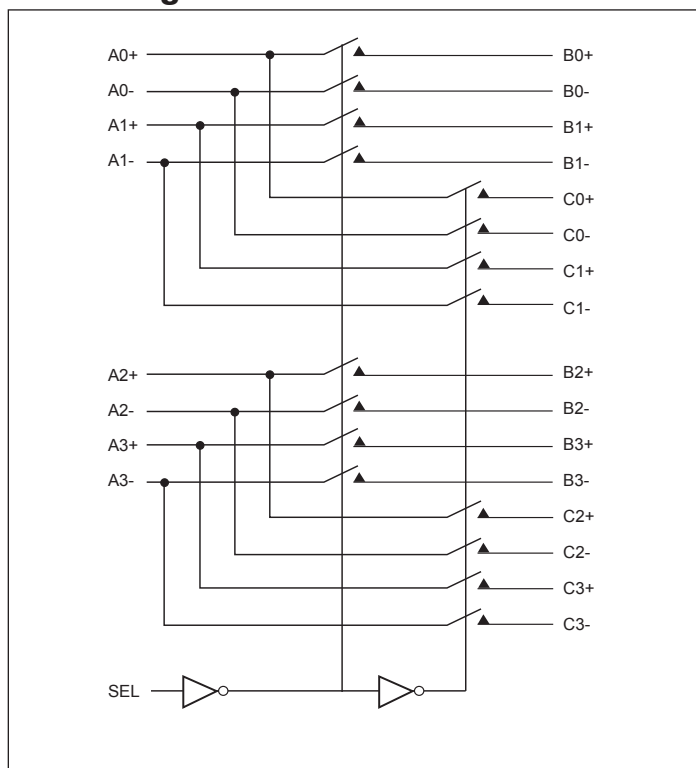 A0+ B0+
A0- B0-
A1+ B1+
A1- B1-
C0+
C0-
C1+
C1-
A2+ B2+
A2- B2-
A3+ B3+
A3- B3-
C2+
C2-
C3+
C3-
SEL